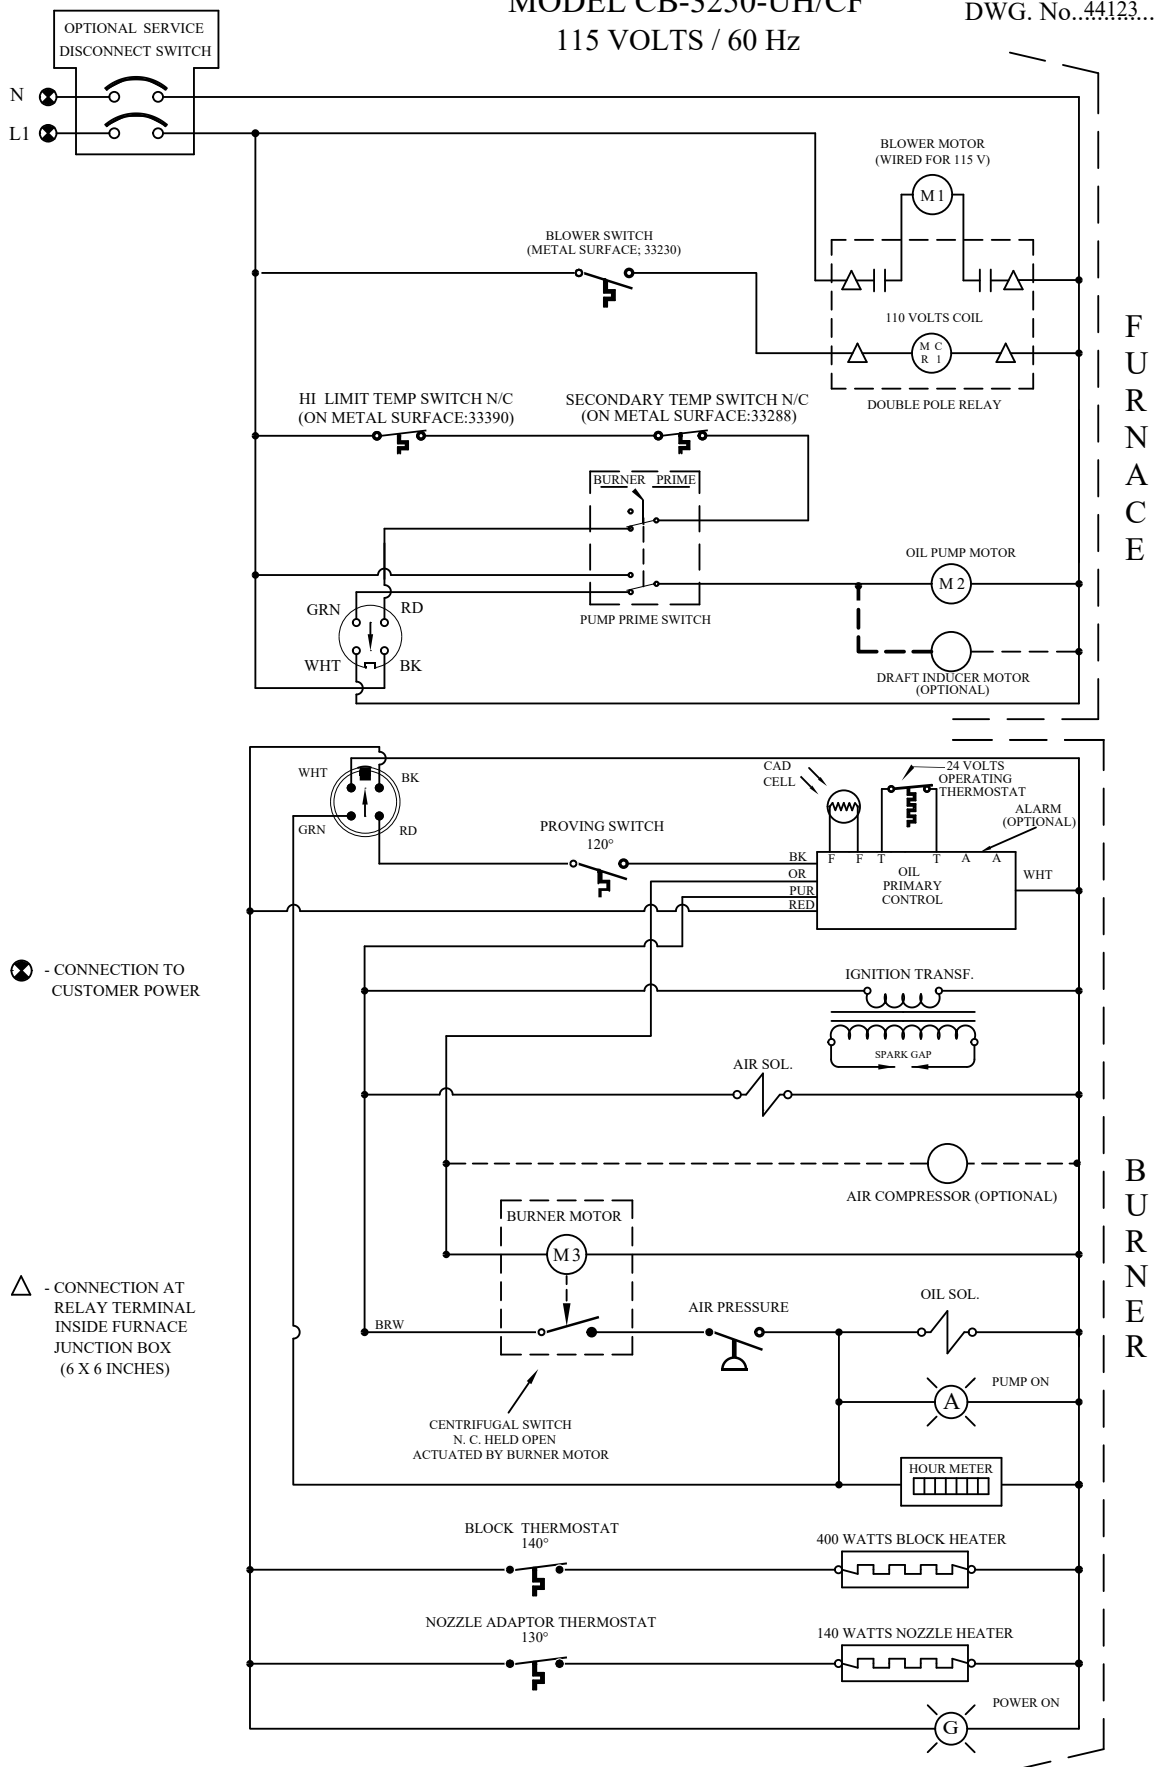 MODEL CB-3250-UH/CF
DWG. No..44123...
115 VOLTS / 60 Hz
OPTIONAL SERVICE
DISCONNECT SWITCH
N
L1
BLOWER MOTOR
(WIRED FOR 115 V)
M 1
BLOWER SWITCH
(METAL SURFACE; 33230)
110 VOLTS COIL
M C
R 1
DOUBLE POLE RELAY
HI LIMIT TEMP SWITCH N/C
(ON METAL SURFACE:33390)
SECONDARY TEMP SWITCH N/C
(ON METAL SURFACE:33288)
BURNER PRIME
PUMP PRIME SWITCH
OIL PUMP MOTOR
M 2
DRAFT INDUCER MOTOR
(OPTIONAL)
GRN
RD
WHT
BK
FURNACE
WHT
BK
GRN
RD
CAD
CELL
24 VOLTS
OPERATING
THERMOSTAT
ALARM
(OPTIONAL)
PROVING SWITCH
120°
BK
OR
PUR
RED
F F T T A A
OIL
PRIMARY
CONTROL
WHT
- CONNECTION TO
CUSTOMER POWER
IGNITION TRANSF.
SPARK GAP
AIR SOL.
AIR COMPRESSOR (OPTIONAL)
BURNER MOTOR
M 3
- CONNECTION AT
RELAY TERMINAL
INSIDE FURNACE
JUNCTION BOX
(6 X 6 INCHES)
BRW
AIR PRESSURE
OIL SOL.
BURNER
CENTRIFUGAL SWITCH
N. C. HELD OPEN
ACTUATED BY BURNER MOTOR
PUMP ON
A
HOUR METER
BLOCK THERMOSTAT
140°
400 WATTS BLOCK HEATER
NOZZLE ADAPTOR THERMOSTAT
130°
140 WATTS NOZZLE HEATER
POWER ON
G